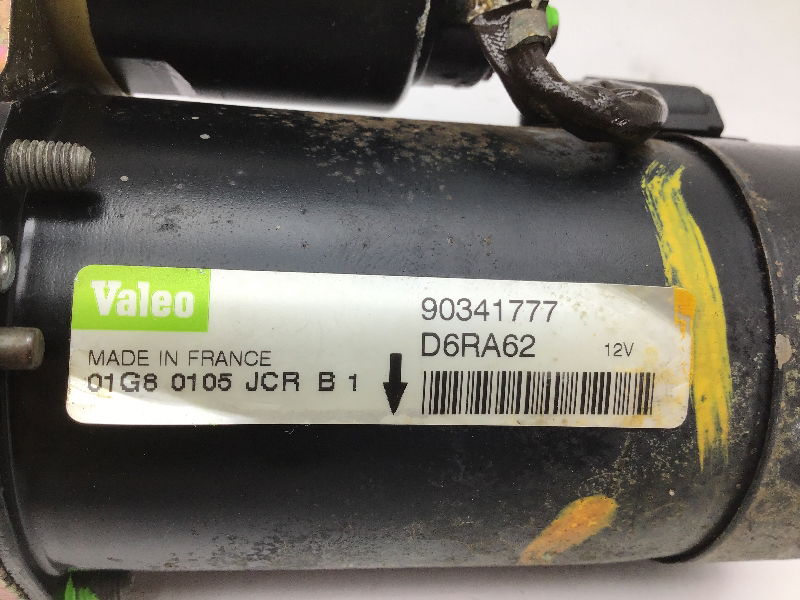 Valeo
MADE IN FRANCE
01G8 0105 JCR B 1
90341777
D6RA62 12V